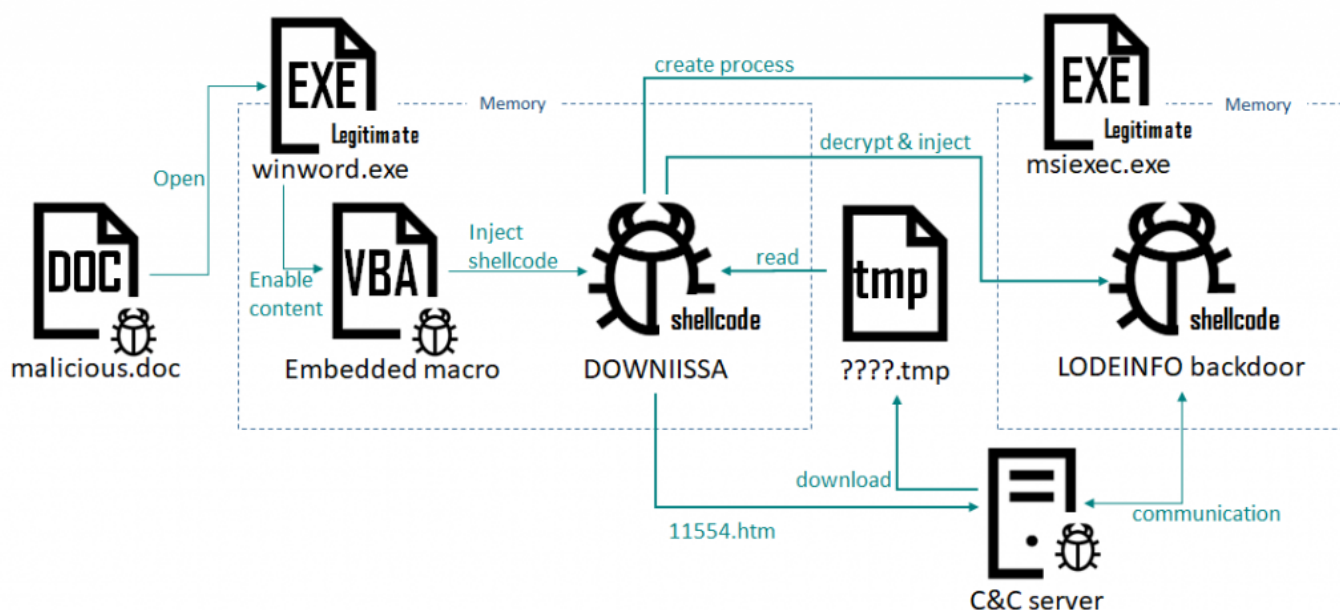 EXE
Legitimate
winword.exe
Memory
create process
EXE
Legitimate
msiexec.exe
Memory
decrypt & inject
Open
DOC
malicious.doc
Enable
content
VBA
Embedded macro
Inject
shellcode
shellcode
DOWNIISSA
read
tmp
????.tmp
shellcode
LODEINFO backdoor
download
11554.htm
communication
C&C server